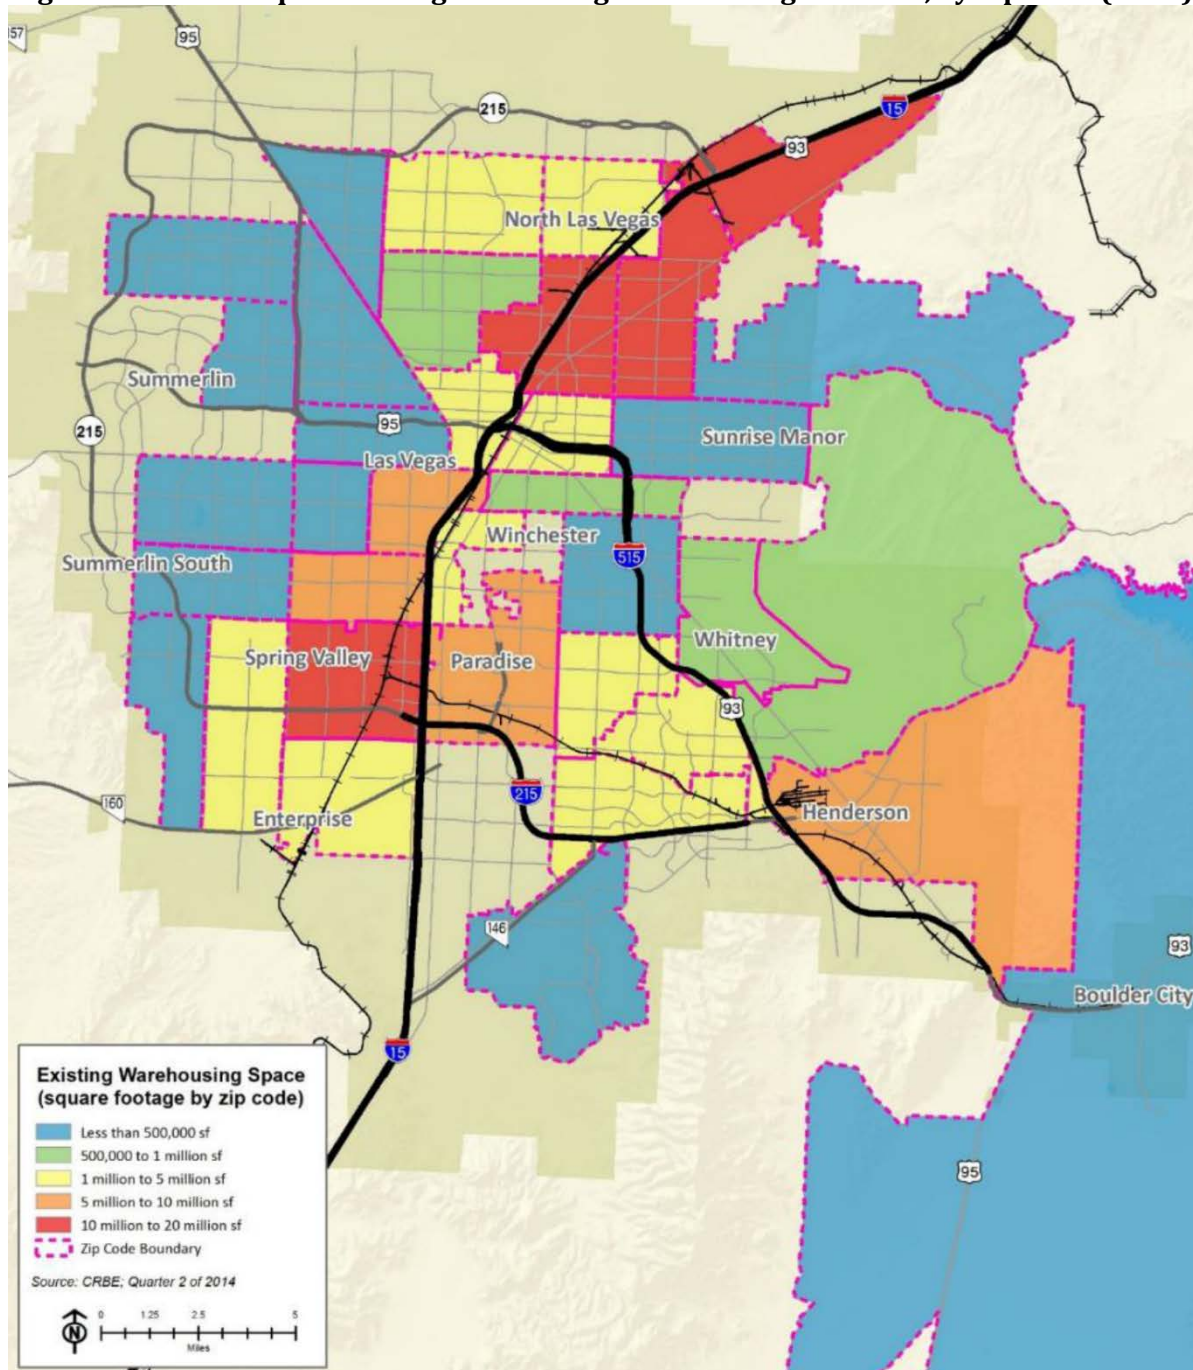 157
95
215
15
93
North Las Vegas
Summerlin
215
95
Sunrise Manor
Las Vegas
Winchester
515
Summerlin South
Whitney
Spring Valley
Paradise
93
215
160
Enterprise
Henderson
146
93
Boulder City
15
95
Existing Warehousing Space
(square footage by zip code)
Less than 500,000 sf
500,000 to 1 million sf
1 million to 5 million sf
5 million to 10 million sf
10 million to 20 million sf
Zip Code Boundary
Source: CRBE; Quarter 2 of 2014
N
0 1.25 2.5 5
Miles